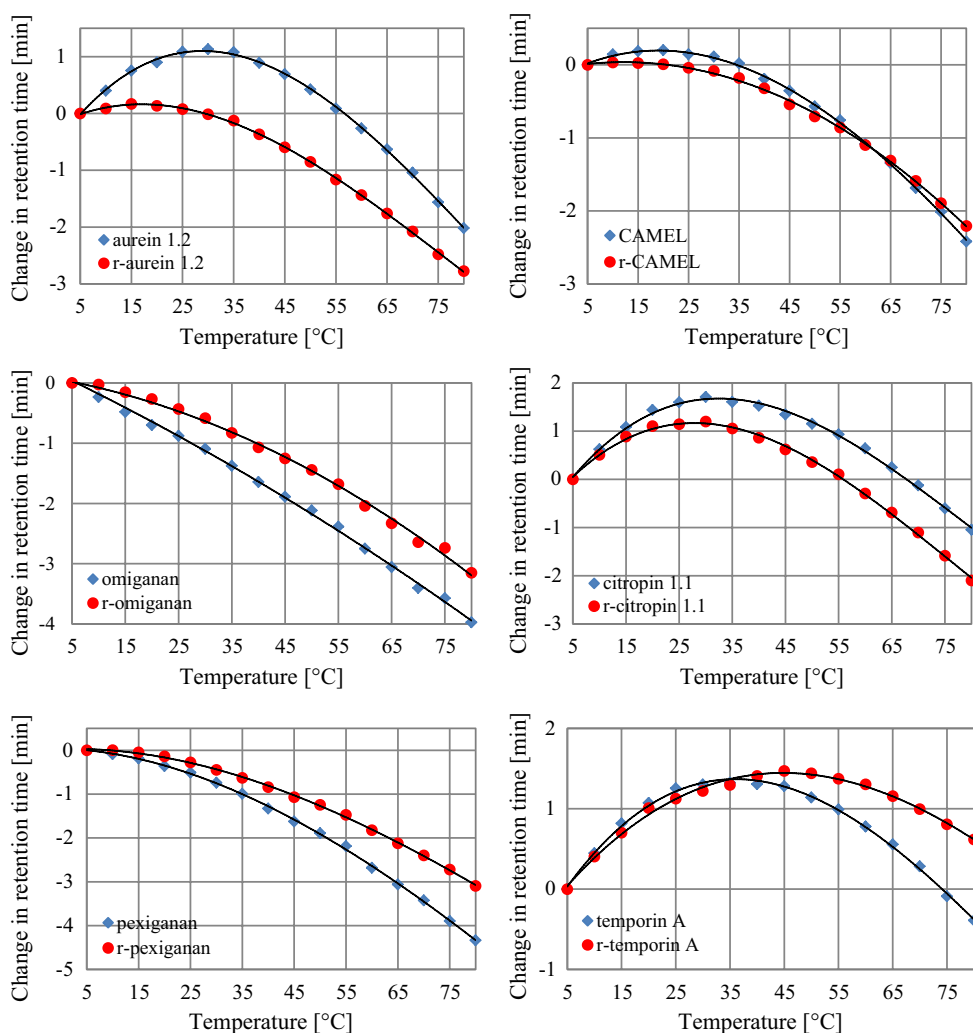 Change in retention time [min]
1
0
-1
-2
-3
aurein 1.2
r-aurein 1.2
5 15 25 35 45 55 65 75
Temperature [°C]
Change in retention time [min]
1
0
-1
-2
-3
CAMEL
r-CAMEL
5 15 25 35 45 55 65 75
Temperature [°C]
Change in retention time [min]
0
-1
-2
-3
-4
omiganan
r-omiganan
5 15 25 35 45 55 65 75
Temperature [°C]
Change in retention time [min]
2
1
0
-1
-2
-3
citropin 1.1
r-citropin 1.1
5 15 25 35 45 55 65 75
Temperature [°C]
Change in retention time [min]
0
-1
-2
-3
-4
-5
pexiganan
r-pexiganan
5 15 25 35 45 55 65 75
Temperature [°C]
Change in retention time [min]
2
1
0
-1
temporin A
r-temporin A
5 15 25 35 45 55 65 75
Temperature [°C]